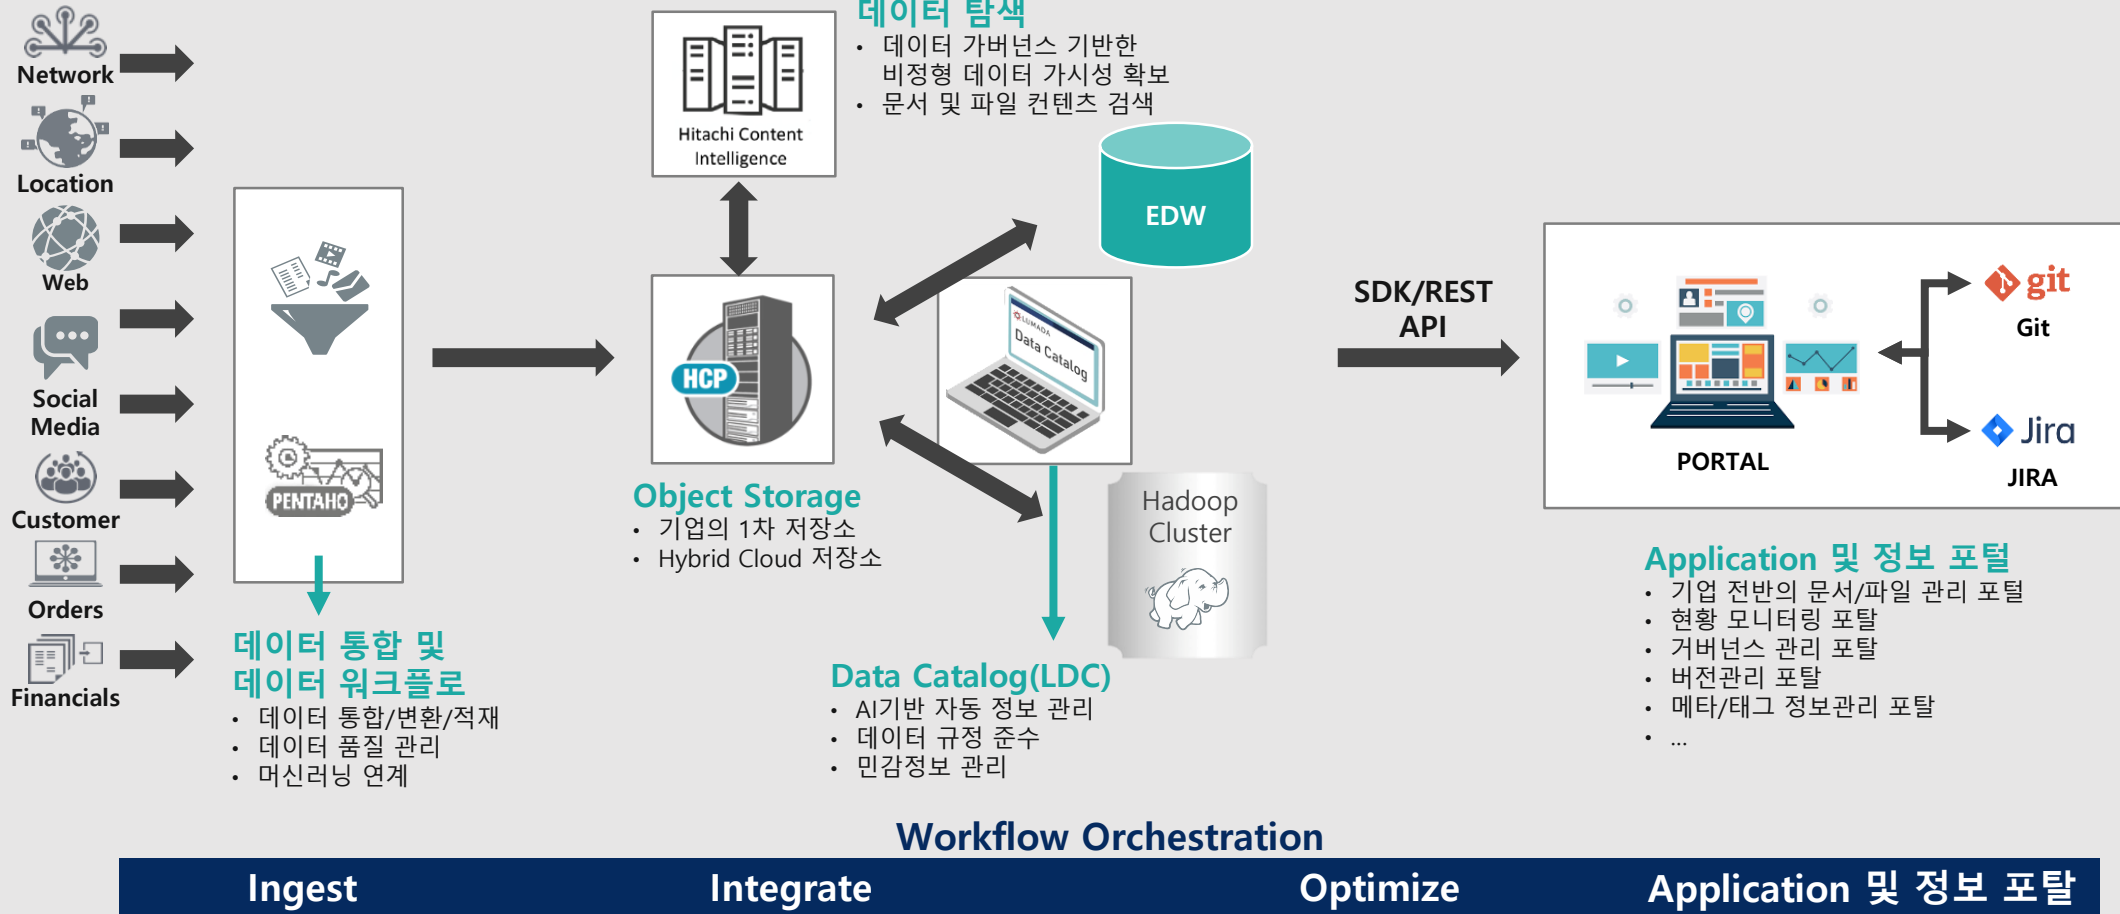 Network
Location
Web
Social
Media
Customer
Orders
Financials
PENTAHO
데이터 통합 및
데이터 워크플로
• 데이터 통합/변환/적재
• 데이터 품질 관리
• 머신러닝 연계
Hitachi Content
Intelligence
데이터 탐색
• 데이터 가버넌스 기반한
비정형 데이터 가시성 확보
• 문서 및 파일 컨텐츠 검색
EDW
HCP
LUMADA
Data Catalog
Object Storage
• 기업의 1차 저장소
• Hybrid Cloud 저장소
Hadoop
Cluster
Data Catalog(LDC)
• AI기반 자동 정보 관리
• 데이터 규정 준수
• 민감정보 관리
SDK/REST
API
PORTAL
git
Git
Jira
JIRA
Application 및 정보 포털
• 기업 전반의 문서/파일 관리 포털
• 현황 모니터링 포탈
• 거버넌스 관리 포탈
• 버전관리 포탈
• 메타/태그 정보관리 포탈
• ...
Workflow Orchestration
Ingest
Integrate
Optimize
Application 및 정보 포탈